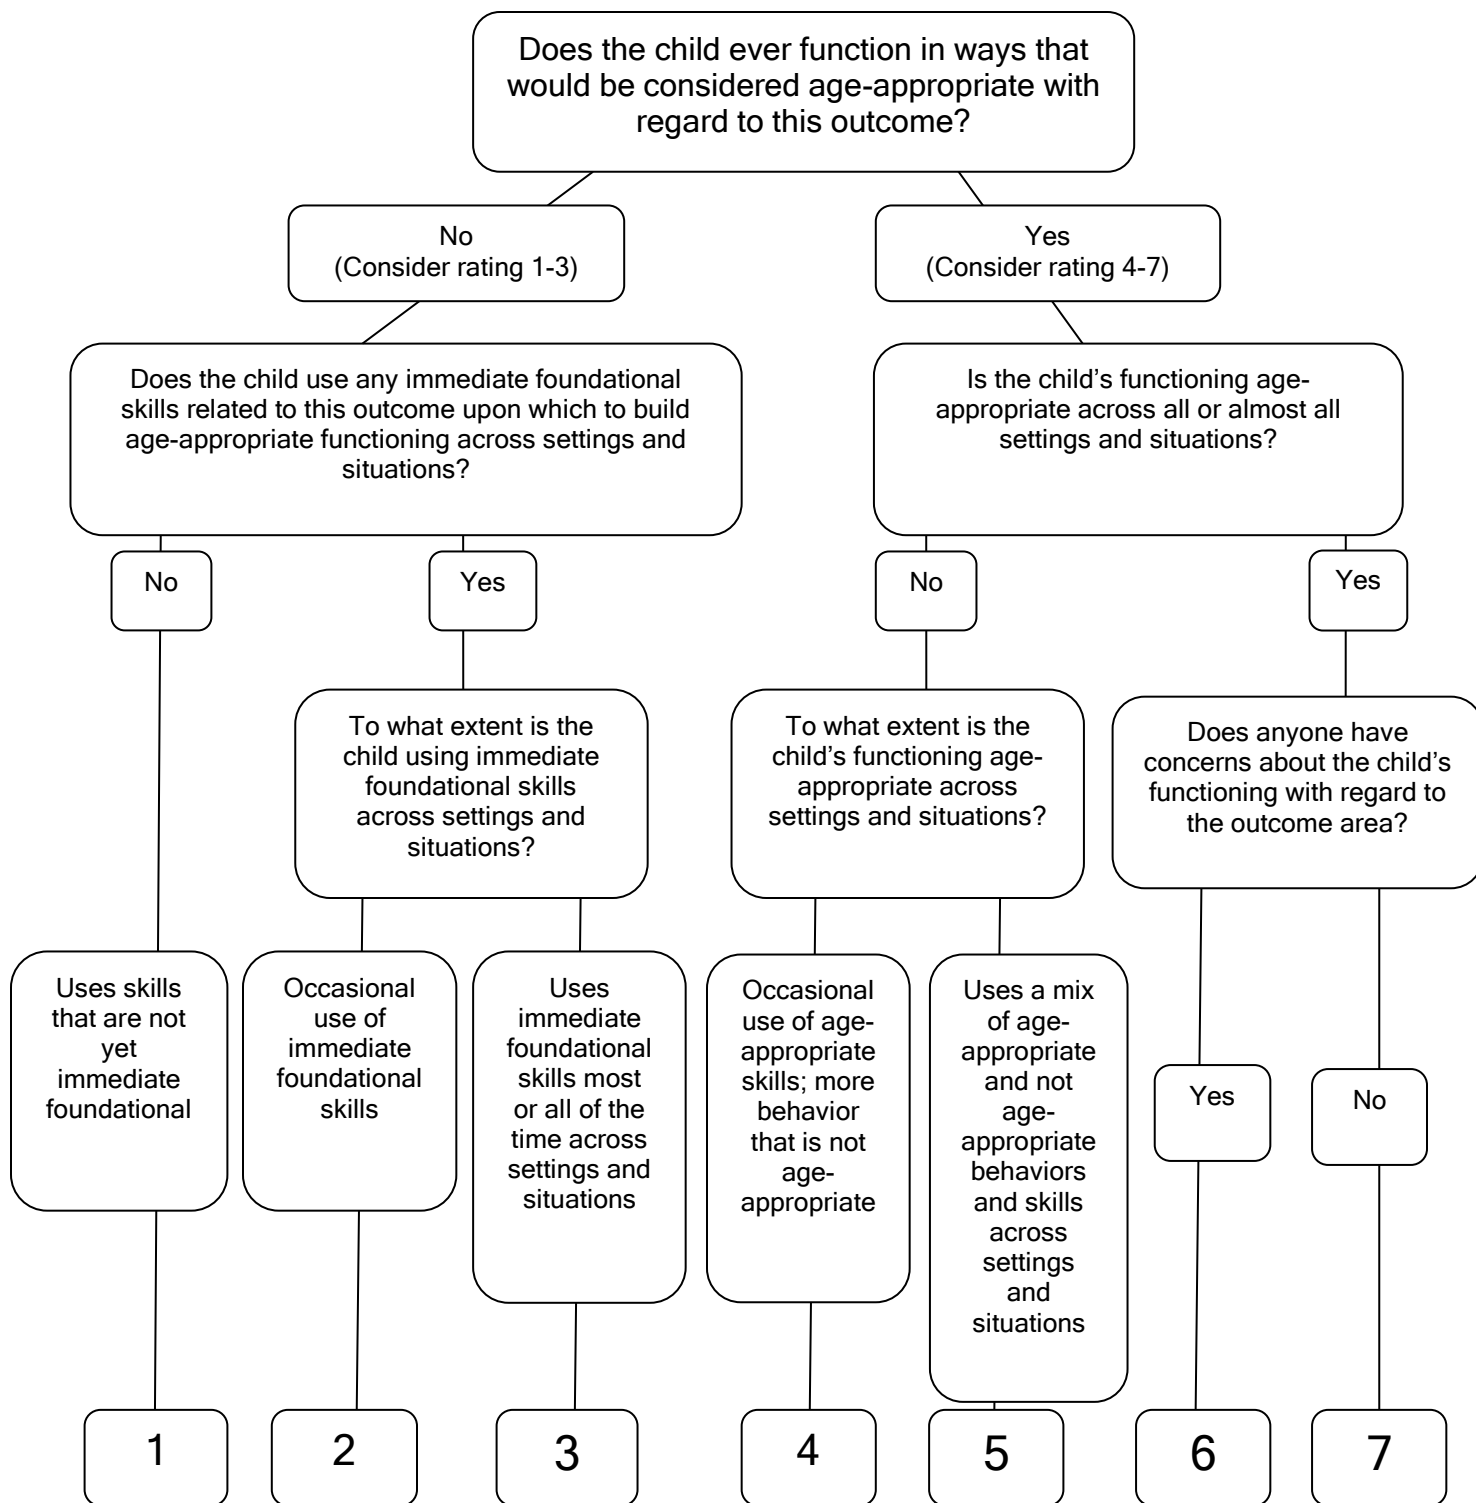 Does the child ever function in ways that
would be considered age-appropriate with
regard to this outcome?
No
(Consider rating 1-3)
Yes
(Consider rating 4-7)
Does the child use any immediate foundational
skills related to this outcome upon which to build
age-appropriate functioning across settings and
situations?
Is the child’s functioning age-
appropriate across all or almost all
settings and situations?
No
Yes
No
Yes
To what extent is the
child using immediate
foundational skills
across settings and
situations?
To what extent is the
child’s functioning age-
appropriate across
settings and situations?
Does anyone have
concerns about the child’s
functioning with regard to
the outcome area?
Uses skills
that are not
yet
immediate
foundational
Occasional
use of
immediate
foundational
skills
Uses
immediate
foundational
skills most
or all of the
time across
settings and
situations
Occasional
use of age-
appropriate
skills; more
behavior
that is not
age-
appropriate
Uses a mix
of age-
appropriate
and not
age-
appropriate
behaviors
and skills
across
settings
and
situations
Yes
No
1
2
3
4
5
6
7